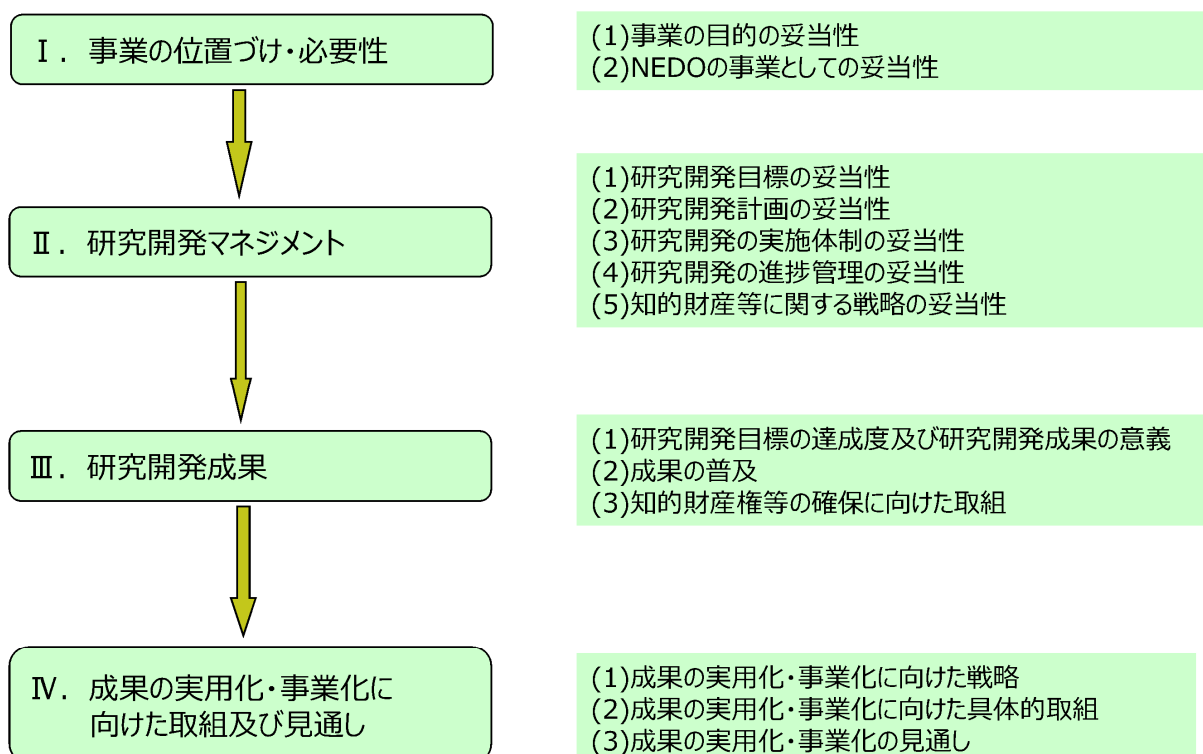 Ⅰ. 事業の位置づけ・必要性
(1)事業の目的の妥当性
(2)NEDOの事業としての妥当性
Ⅱ. 研究開発マネジメント
(1)研究開発目標の妥当性
(2)研究開発計画の妥当性
(3)研究開発の実施体制の妥当性
(4)研究開発の進捗管理の妥当性
(5)知的財産等に関する戦略の妥当性
Ⅲ. 研究開発成果
(1)研究開発目標の達成度及び研究開発成果の意義
(2)成果の普及
(3)知的財産権等の確保に向けた取組
Ⅳ. 成果の実用化・事業化に
向けた取組及び見通し
(1)成果の実用化・事業化に向けた戦略
(2)成果の実用化・事業化に向けた具体的取組
(3)成果の実用化・事業化の見通し